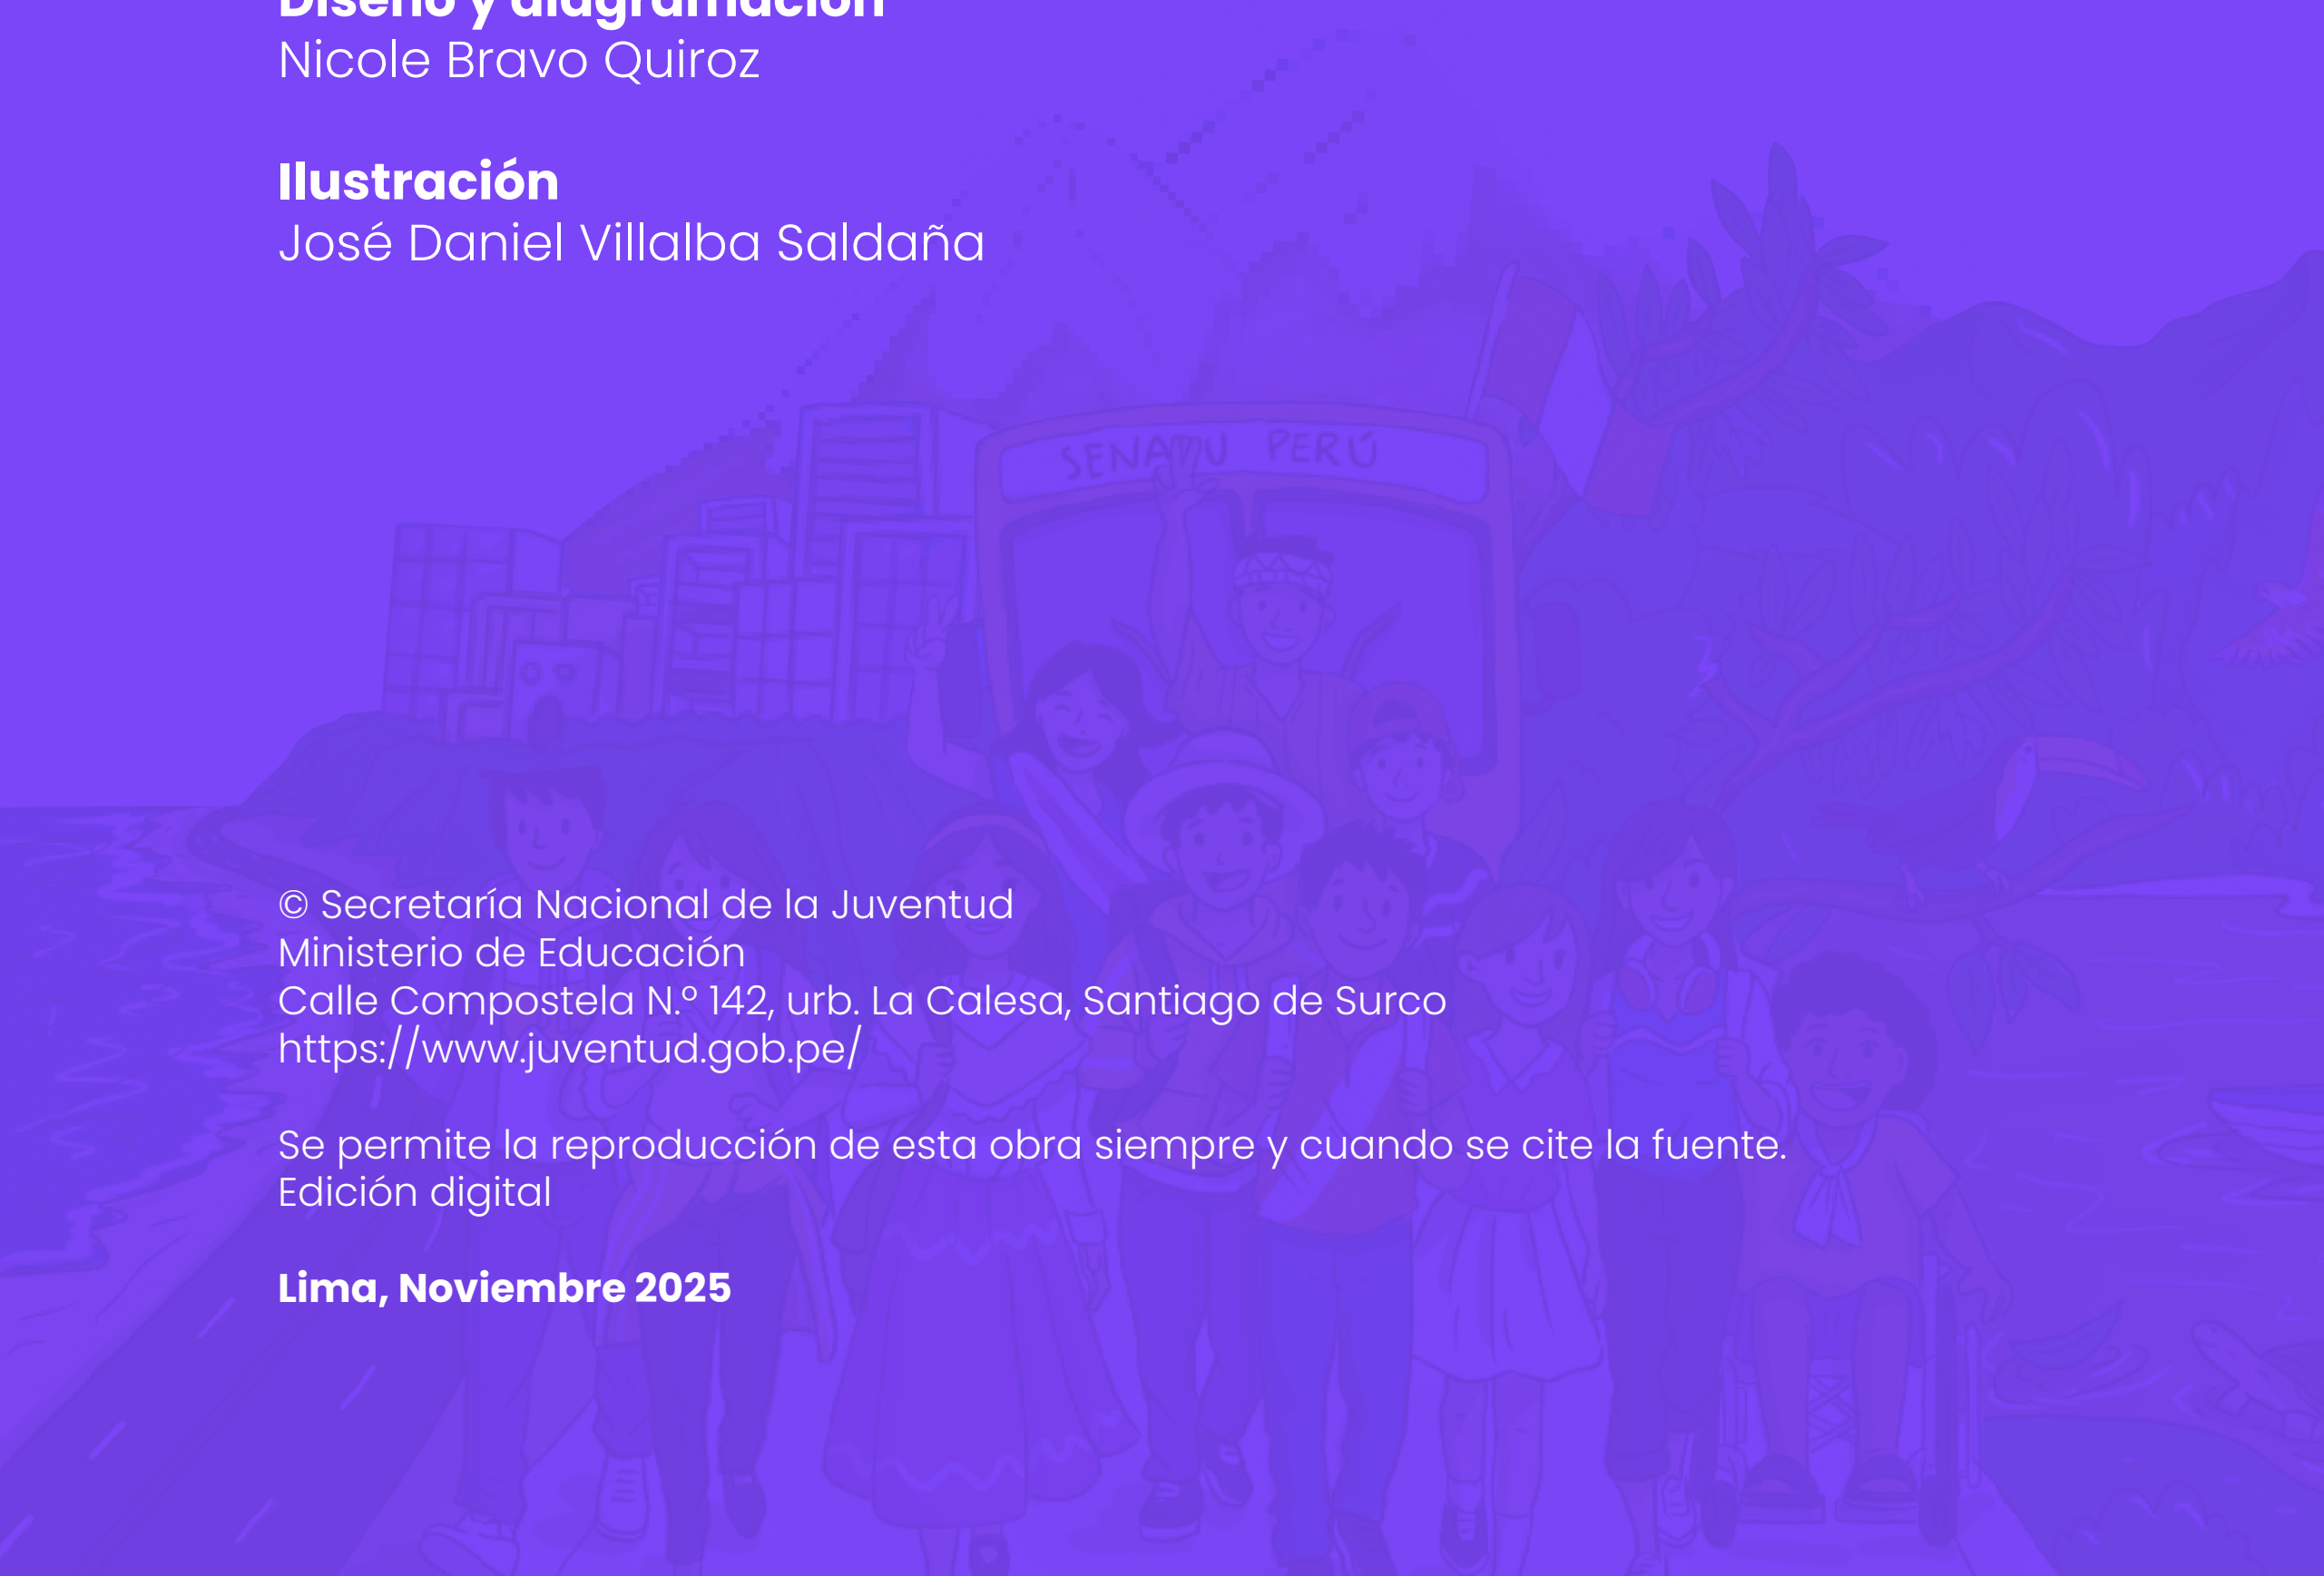 Diseño y diagramación
Nicole Bravo Quiroz
Ilustración
José Daniel Villalba Saldaña
SENAJU PERÚ
© Secretaría Nacional de la Juventud
Ministerio de Educación
Calle Compostela N.º 142, urb. La Calesa, Santiago de Surco
https://www.juventud.gob.pe/
Se permite la reproducción de esta obra siempre y cuando se cite la fuente.
Edición digital
Lima, Noviembre 2025